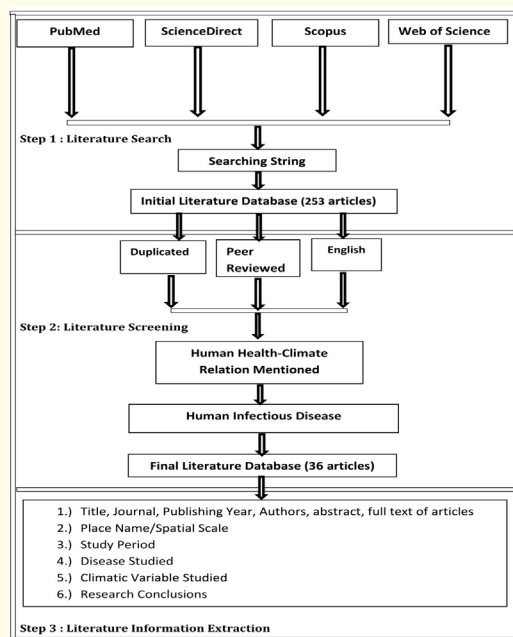 PubMed
ScienceDirect
Scopus
Web of Science
Step 1 : Literature Search
Searching String
Initial Literature Database (253 articles)
Duplicated
Peer
Reviewed
English
Step 2: Literature Screening
Human Health-Climate
Relation Mentioned
Human Infectious Disease
Final Literature Database (36 articles)
1.) Title, Journal, Publishing Year, Authors, abstract, full text of articles
2.) Place Name/Spatial Scale
3.) Study Period
4.) Disease Studied
5.) Climatic Variable Studied
6.) Research Conclusions
Step 3 : Literature Information Extraction